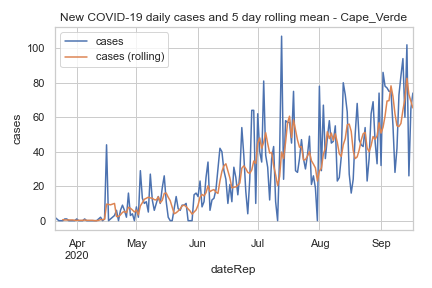 New COVID-19 daily cases and 5 day rolling mean - Cape_Verde
cases
cases (rolling)
100
80
60
40
20
0
cases
Apr
2020
May
Jun
Jul
Aug
Sep
dateRep